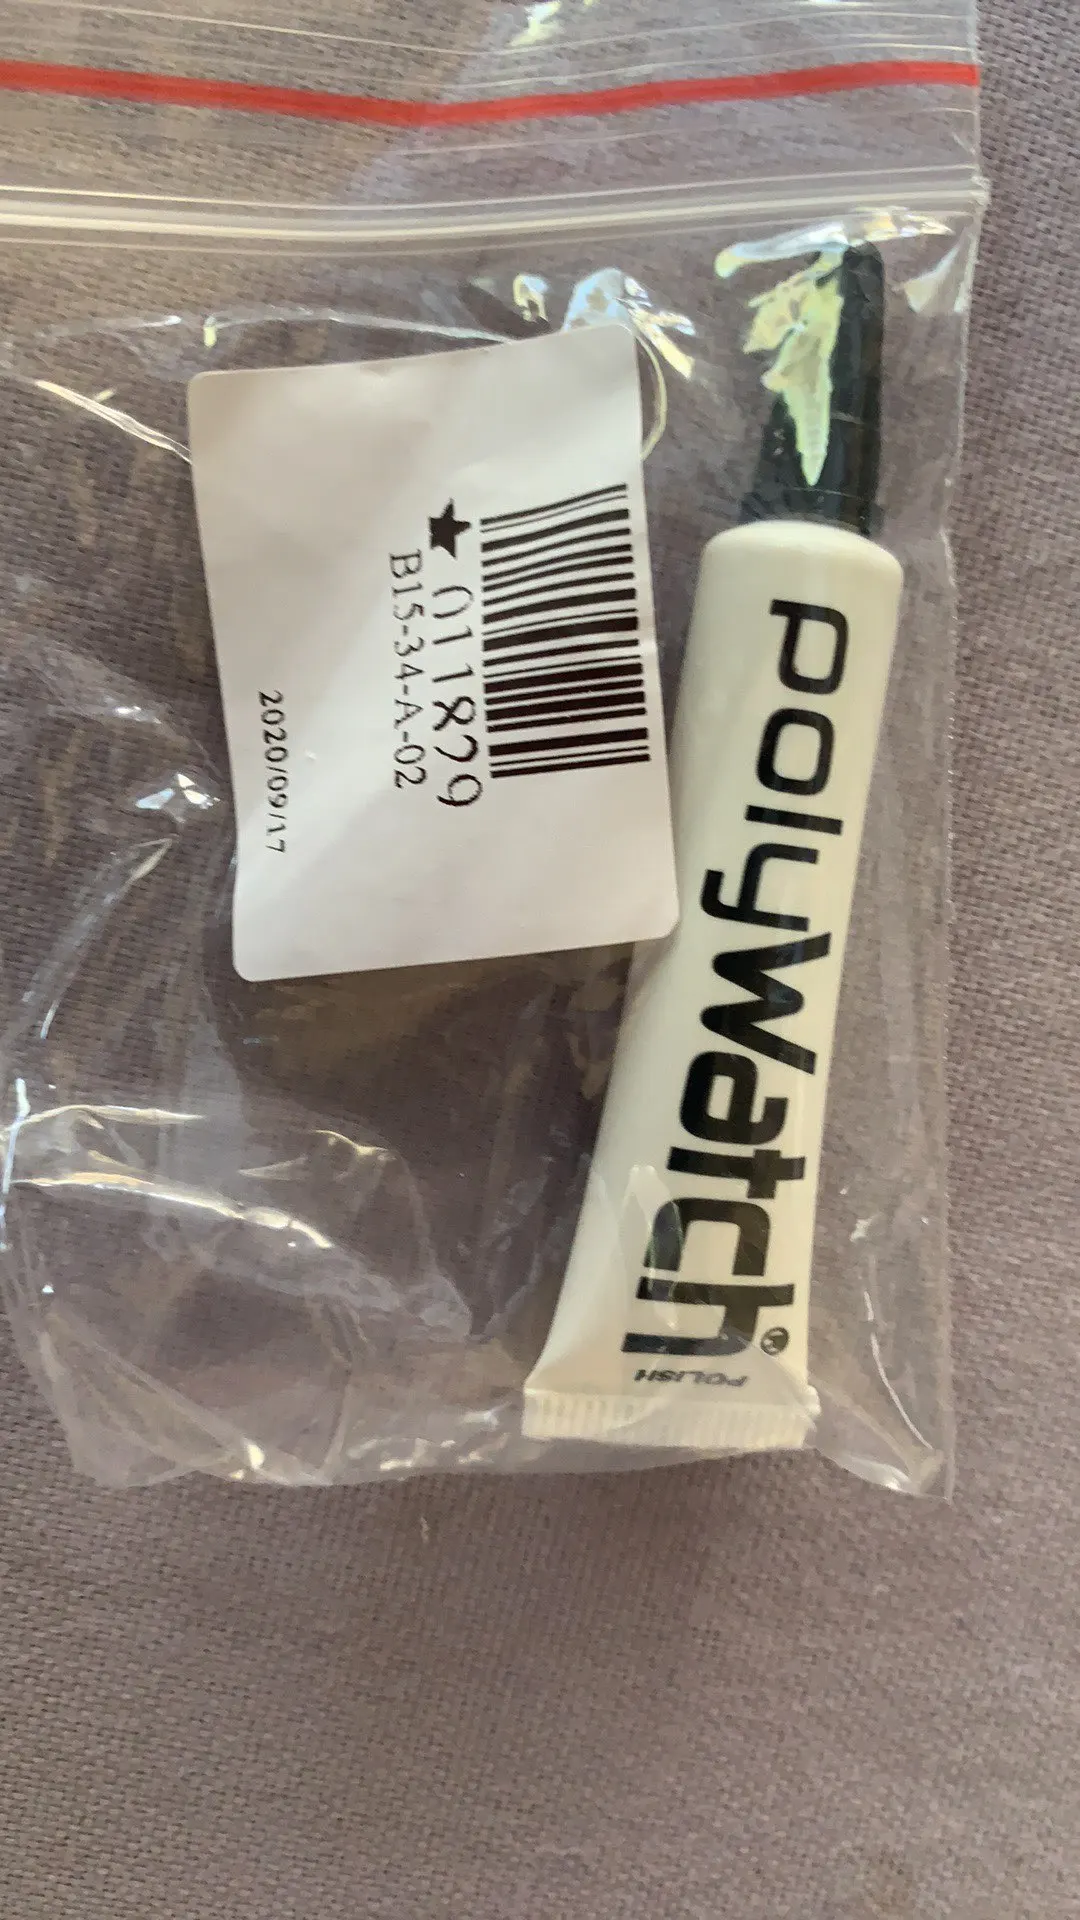 ★ 011829
B15-34-A-02
2020/09/17
polyWatch®
POLISH